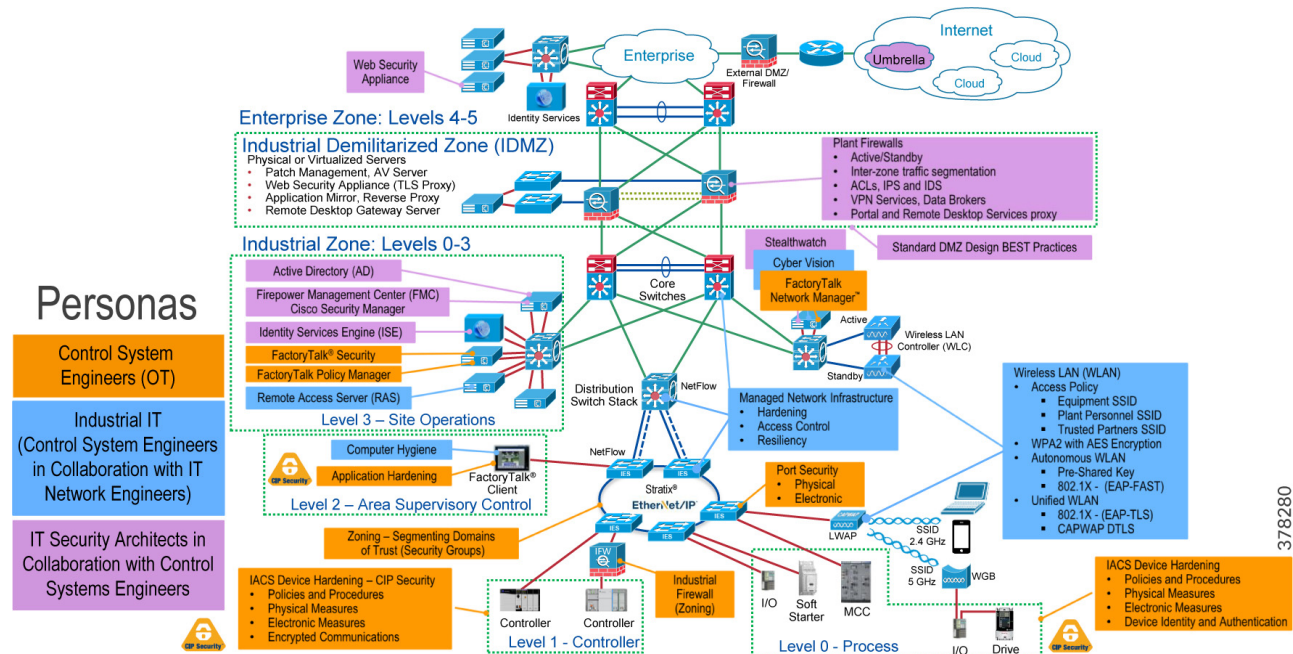 Internet
Enterprise
Umbrella
Cloud
Cloud
External DMZ/
Firewall
Web Security
Appliance
Identity Services
Enterprise Zone: Levels 4-5
Industrial Demilitarized Zone (IDMZ)
Physical or Virtualized Servers
• Patch Management, AV Server
• Web Security Appliance (TLS Proxy)
• Application Mirror, Reverse Proxy
• Remote Desktop Gateway Server
Plant Firewalls
• Active/Standby
• Inter-zone traffic segmentation
• ACLs, IPS and IDS
• VPN Services, Data Brokers
• Portal and Remote Desktop Services proxy
Standard DMZ Design BEST Practices
Industrial Zone: Levels 0-3
Active Directory (AD)
Firepower Management Center (FMC)
Cisco Security Manager
Identity Services Engine (ISE)
FactoryTalk® Security
FactoryTalk Policy Manager
Remote Access Server (RAS)
Level 3 – Site Operations
Core
Switches
Stealthwatch
Cyber Vision
FactoryTalk
Network Manager™
Active
Wireless LAN
Controller (WLC)
Standby
Personas
Control System
Engineers (OT)
Industrial IT
(Control System Engineers
in Collaboration with IT
Network Engineers)
IT Security Architects in
Collaboration with Control
Systems Engineers
Distribution
Switch Stack
NetFlow
Managed Network Infrastructure
• Hardening
• Access Control
• Resiliency
Wireless LAN (WLAN)
• Access Policy
▪ Equipment SSID
▪ Plant Personnel SSID
▪ Trusted Partners SSID
• WPA2 with AES Encryption
• Autonomous WLAN
▪ Pre-Shared Key
▪ 802.1X - (EAP-FAST)
• Unified WLAN
▪ 802.1X - (EAP-TLS)
▪ CAPWAP DTLS
CIP Security
Computer Hygiene
Application Hardening
FactoryTalk®
Client
Level 2 – Area Supervisory Control
NetFlow
IES
IES
Stratix®
EtherNet/IP™
IES
IES
IES
Port Security
• Physical
• Electronic
Zoning – Segmenting Domains
of Trust (Security Groups)
LWAP
SSID
2.4 GHz
SSID
5 GHz
WGB
IFW
Industrial
Firewall
(Zoning)
IACS Device Hardening – CIP Security
• Policies and Procedures
• Physical Measures
• Electronic Measures
• Encrypted Communications
CIP Security
Controller
Controller
Level 1 - Controller
I/O
Soft
Starter
MCC
Level 0 - Process
I/O
Drive
CIP Security
IACS Device Hardening
• Policies and Procedures
• Physical Measures
• Electronic Measures
• Device Identity and Authentication
378280